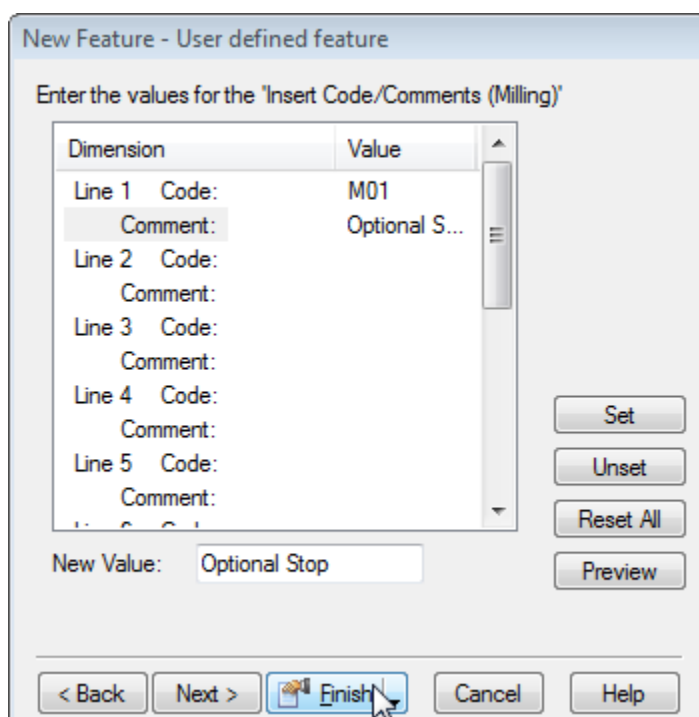 New Feature - User defined feature
Enter the values for the 'Insert Code/Comments (Milling)'
Dimension Value
Line 1 Code: M01
Comment: Optional S...
Line 2 Code:
Comment:
Line 3 Code:
Comment:
Line 4 Code:
Comment:
Line 5 Code:
Comment:
Set
Unset
Reset All
Preview
New Value: Optional Stop
< Back Next > Finish Cancel Help